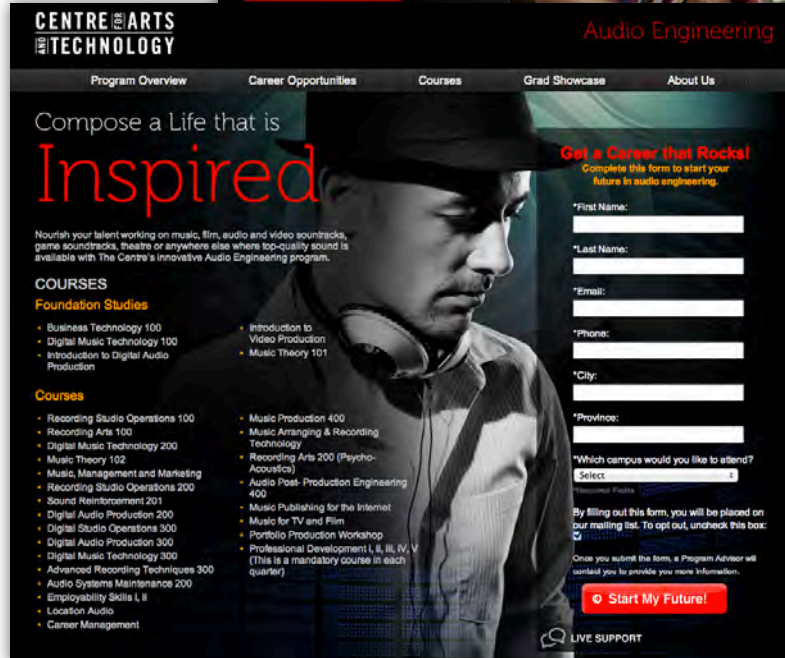 CENTRE FOR ARTS
AND TECHNOLOGY
Audio Engineering
Program Overview
Career Opportunities
Courses
Grad Showcase
About Us
Compose a Life that is
Inspired
Nourish your talent working on music, film, audio and video sountracks,
game soundtracks, theatre or anywhere else where top-quality sound is
available with The Centre's innovative Audio Engineering program.
COURSES
Foundation Studies
• Business Technology 100
• Digital Music Technology 100
• Introduction to Digital Audio
Production
• Introduction to
Video Production
• Music Theory 101
Courses
• Recording Studio Operations 100
• Recording Arts 100
• Digital Music Technology 200
• Music Theory 102
• Music, Management and Marketing
• Recording Studio Operations 200
• Sound Reinforcement 201
• Digital Audio Production 200
• Digital Studio Operations 300
• Digital Audio Production 300
• Digital Music Technology 300
• Advanced Recording Techniques 300
• Audio Systems Maintenance 200
• Employability Skills I, II
• Location Audio
• Career Management
• Music Production 400
• Music Arranging & Recording
Technology
• Recording Arts 200 (Psycho-
Acoustics)
• Audio Post- Production Engineering
400
• Music Publishing for the Internet
• Music for TV and Film
• Portfolio Production Workshop
• Professional Development I, II, III, IV, V
(This is a mandatory course in each
quarter)
Get a Career that Rocks!
Complete this form to start your
future in audio engineering.
*First Name:
*Last Name:
*Email:
*Phone:
*City:
*Province:
*Which campus would you like to attend?
Select
*Required Fields
By filling out this form, you will be placed on
our mailing list. To opt out, uncheck this box:
Once you submit the form, a Program Advisor will
contact you to provide you more information.
Start My Future!
LIVE SUPPORT